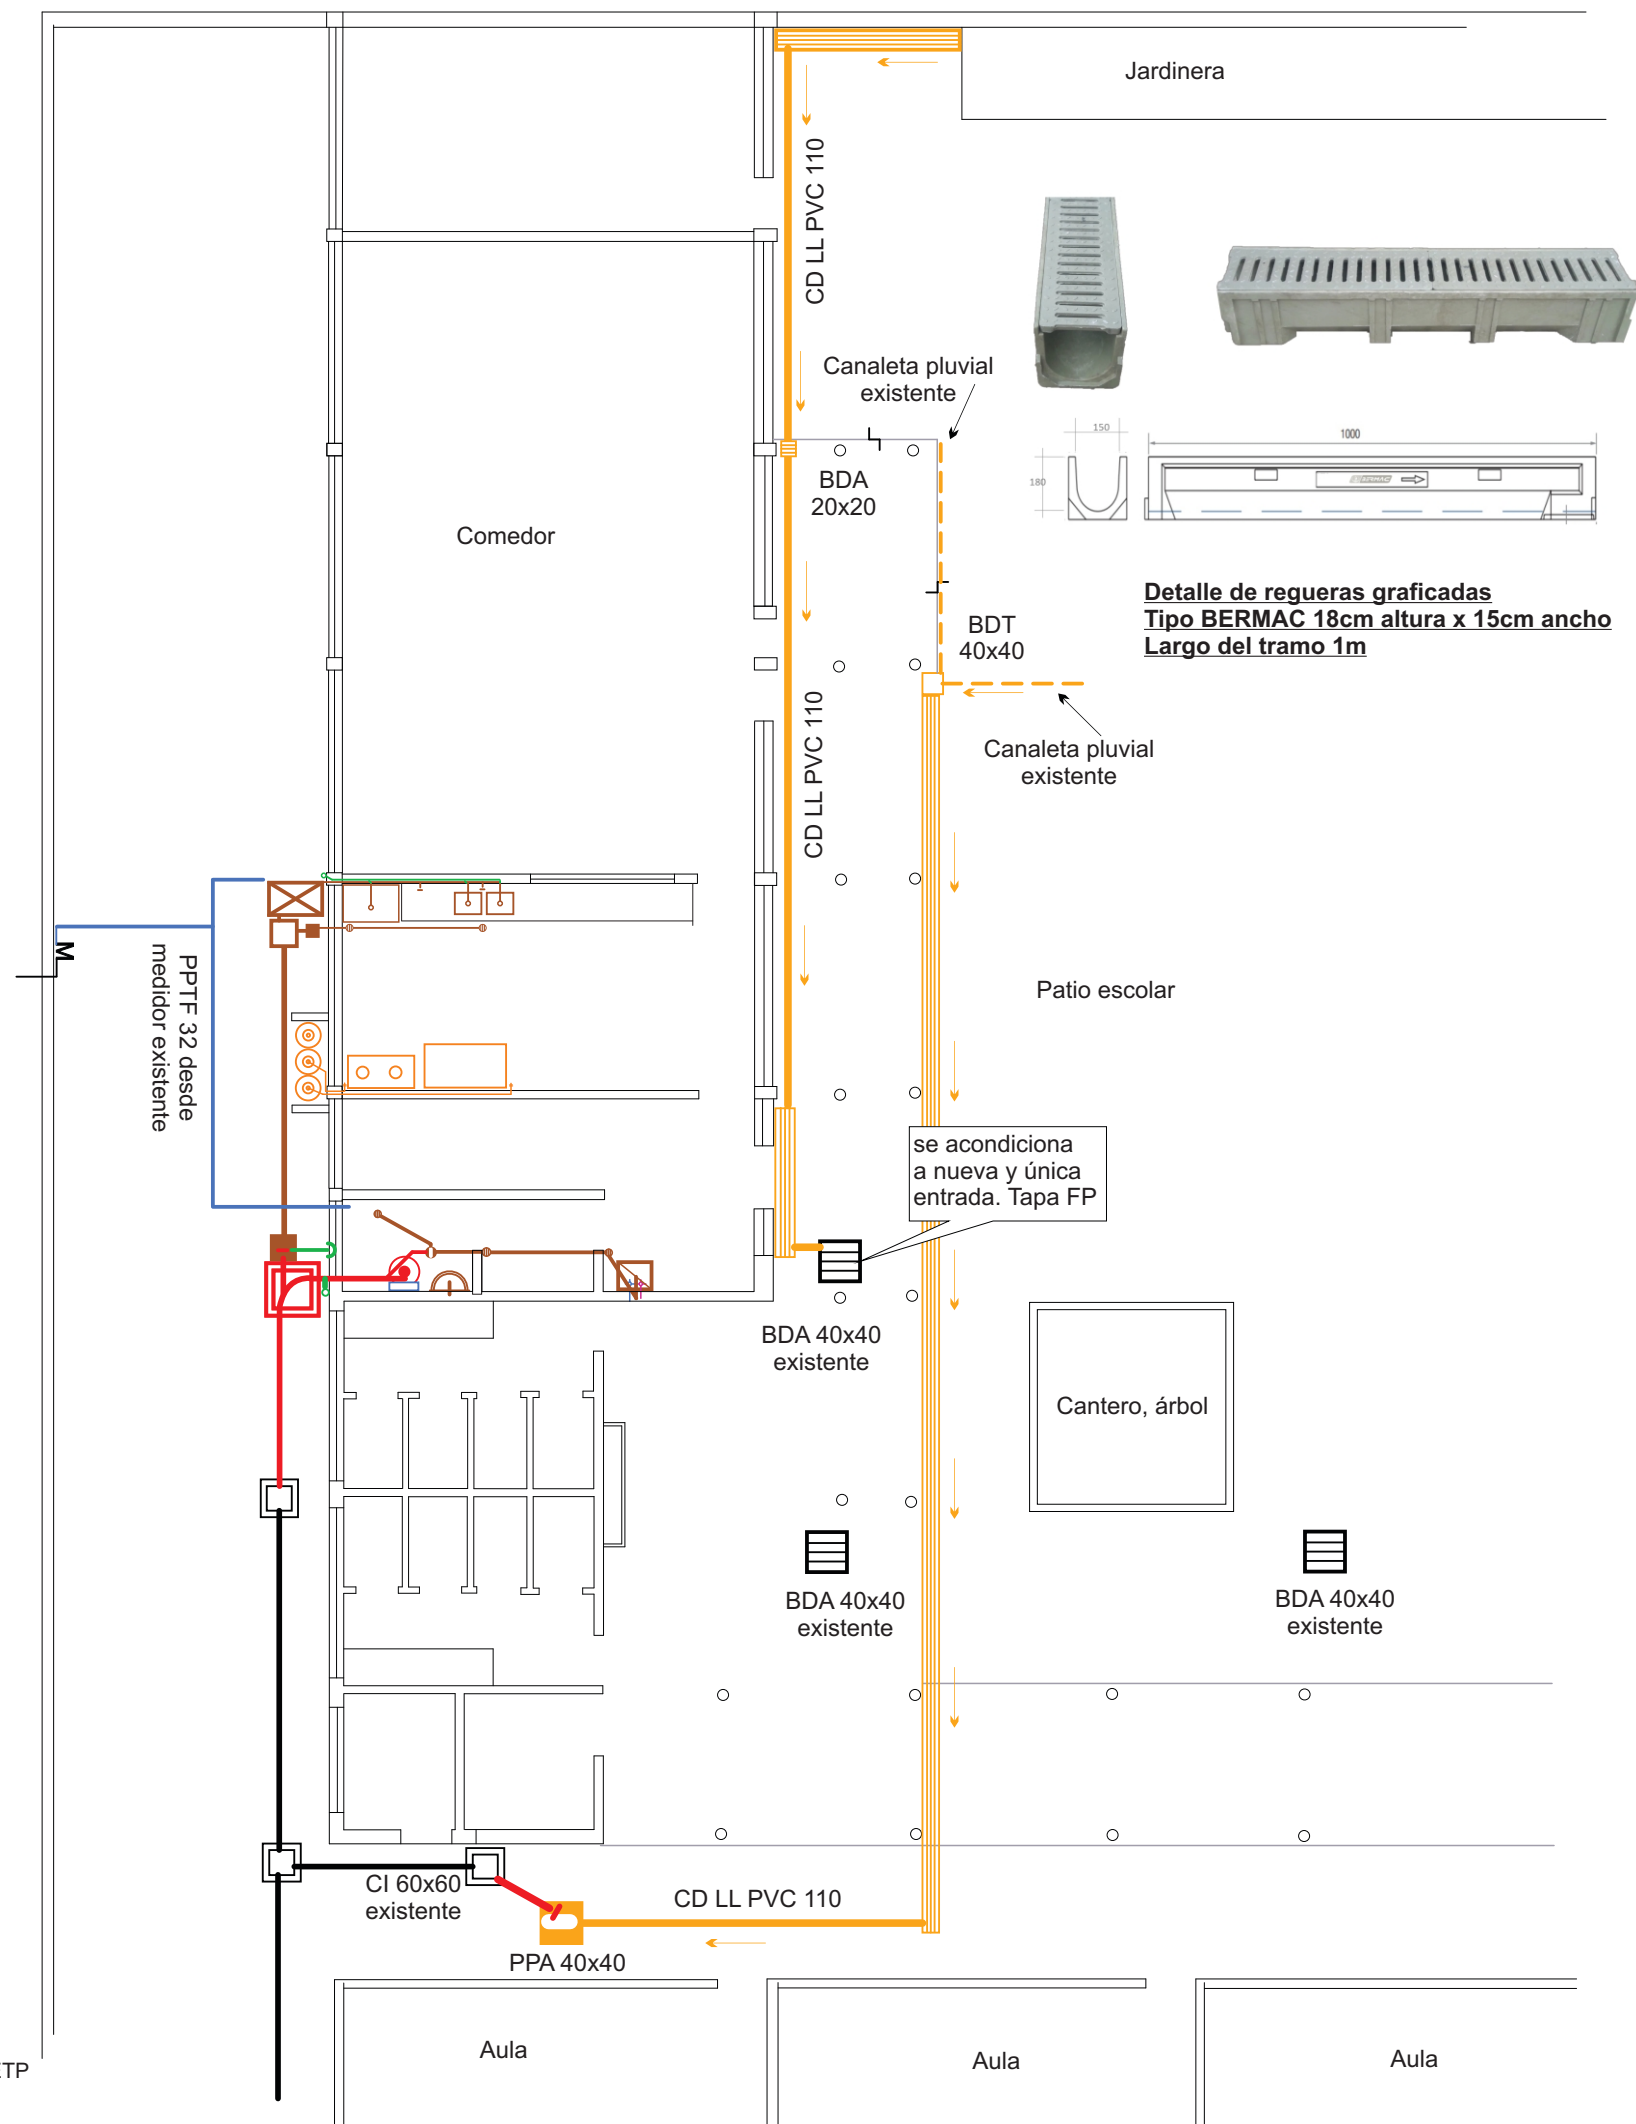 Jardinera
CD LL PVC 110
Canaleta pluvial
existente
150
1000
180
BERMAC
BDA
20x20
Comedor
Detalle de regueras graficadas
Tipo BERMAC 18cm altura x 15cm ancho
Largo del tramo 1m
BDT
40x40
CD LL PVC 110
Canaleta pluvial
existente
M
PPTF 32 desde
medidor existente
Patio escolar
se acondiciona
a nueva y única
entrada. Tapa FP
BDA 40x40
existente
Cantero, árbol
BDA 40x40
existente
BDA 40x40
existente
CI 60x60
existente
CD LL PVC 110
PPA 40x40
Aula
Aula
Aula
ETP